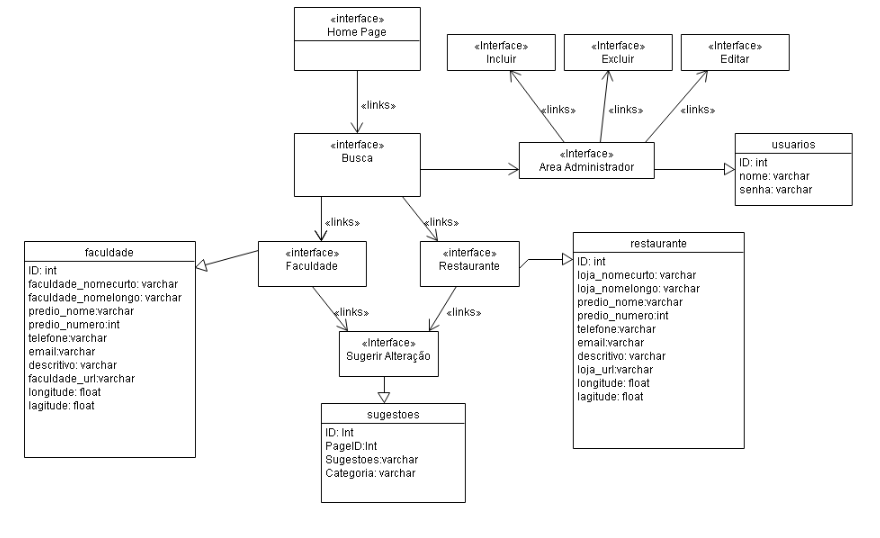 «interface»
Home Page
«Interface»
Incluir
«Interface»
Excluir
«Interface»
Editar
«links»
«links»
«links»
«links»
«interface»
Busca
«Interface»
Area Administrador
usuarios
ID: int
nome: varchar
senha: varchar
«links»
«links»
faculdade
ID: int
faculdade_nomecurto: varchar
faculdade_nomelongo: varchar
predio_nome:varchar
predio_numero:int
telefone:varchar
email:varchar
descritivo: varchar
faculdade_url:varchar
longitude: float
lagitude: float
«interface»
Faculdade
«interface»
Restaurante
restaurante
ID: int
loja_nomecurto: varchar
loja_nomelongo: varchar
predio_nome:varchar
predio_numero:int
telefone:varchar
email:varchar
descritivo: varchar
loja_url:varchar
longitude: float
lagitude: float
«links»
«links»
«Interface»
Sugerir Alteração
sugestoes
ID: Int
PageID:Int
Sugestoes:varchar
Categoria: varchar